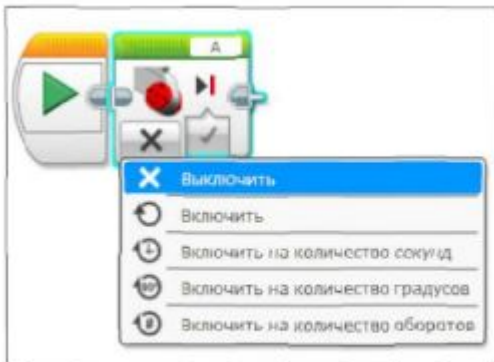 A
Выключить
Включить
Включить на количество секунд
Включить на количество градусов
Включить на количество оборотов